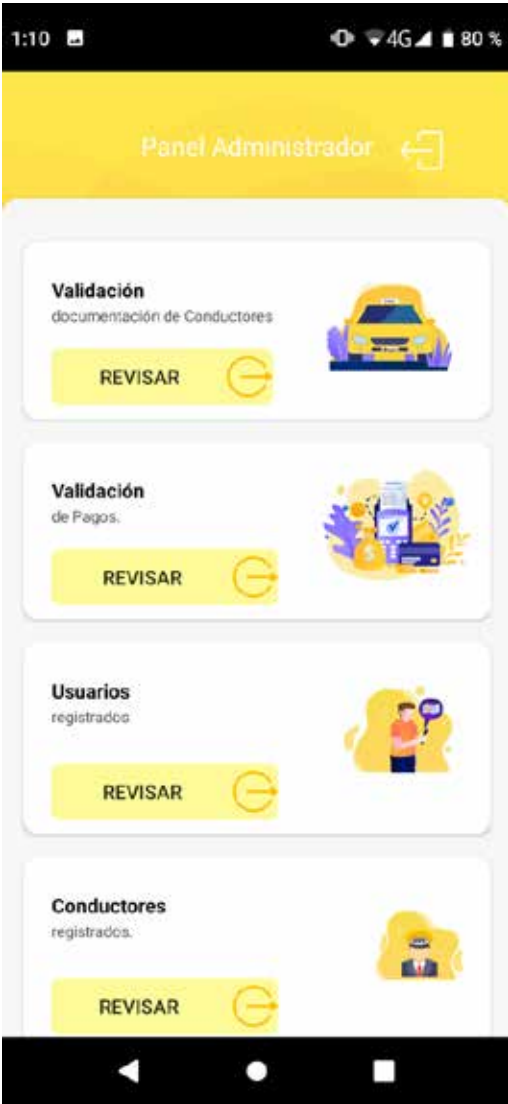 1:10 4G 80 %
Panel Administrador
Validación
documentación de Conductores
REVISAR
Validación
de Pagos.
REVISAR
Usuarios
registrados
REVISAR
Conductores
registrados.
REVISAR